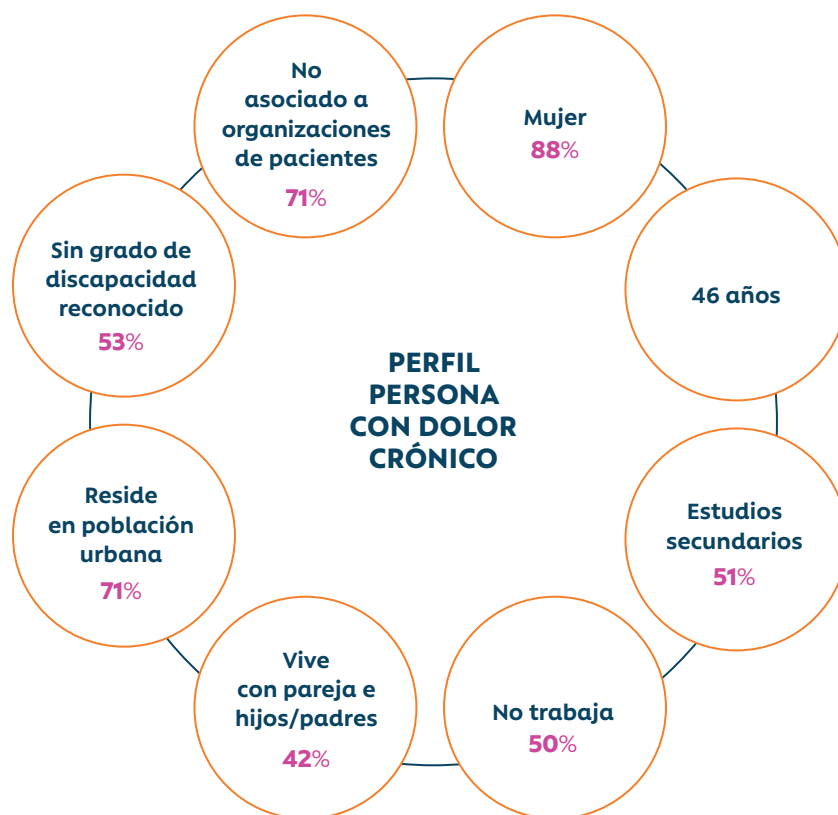 No
asociado a
organizaciones
de pacientes
71%
Mujer
88%
46 años
Estudios
secundarios
51%
No trabaja
50%
Vive
con pareja e
hijos/padres
42%
Reside
en población
urbana
71%
Sin grado de
discapacidad
reconocido
53%
PERFIL
PERSONA
CON DOLOR
CRÓNICO